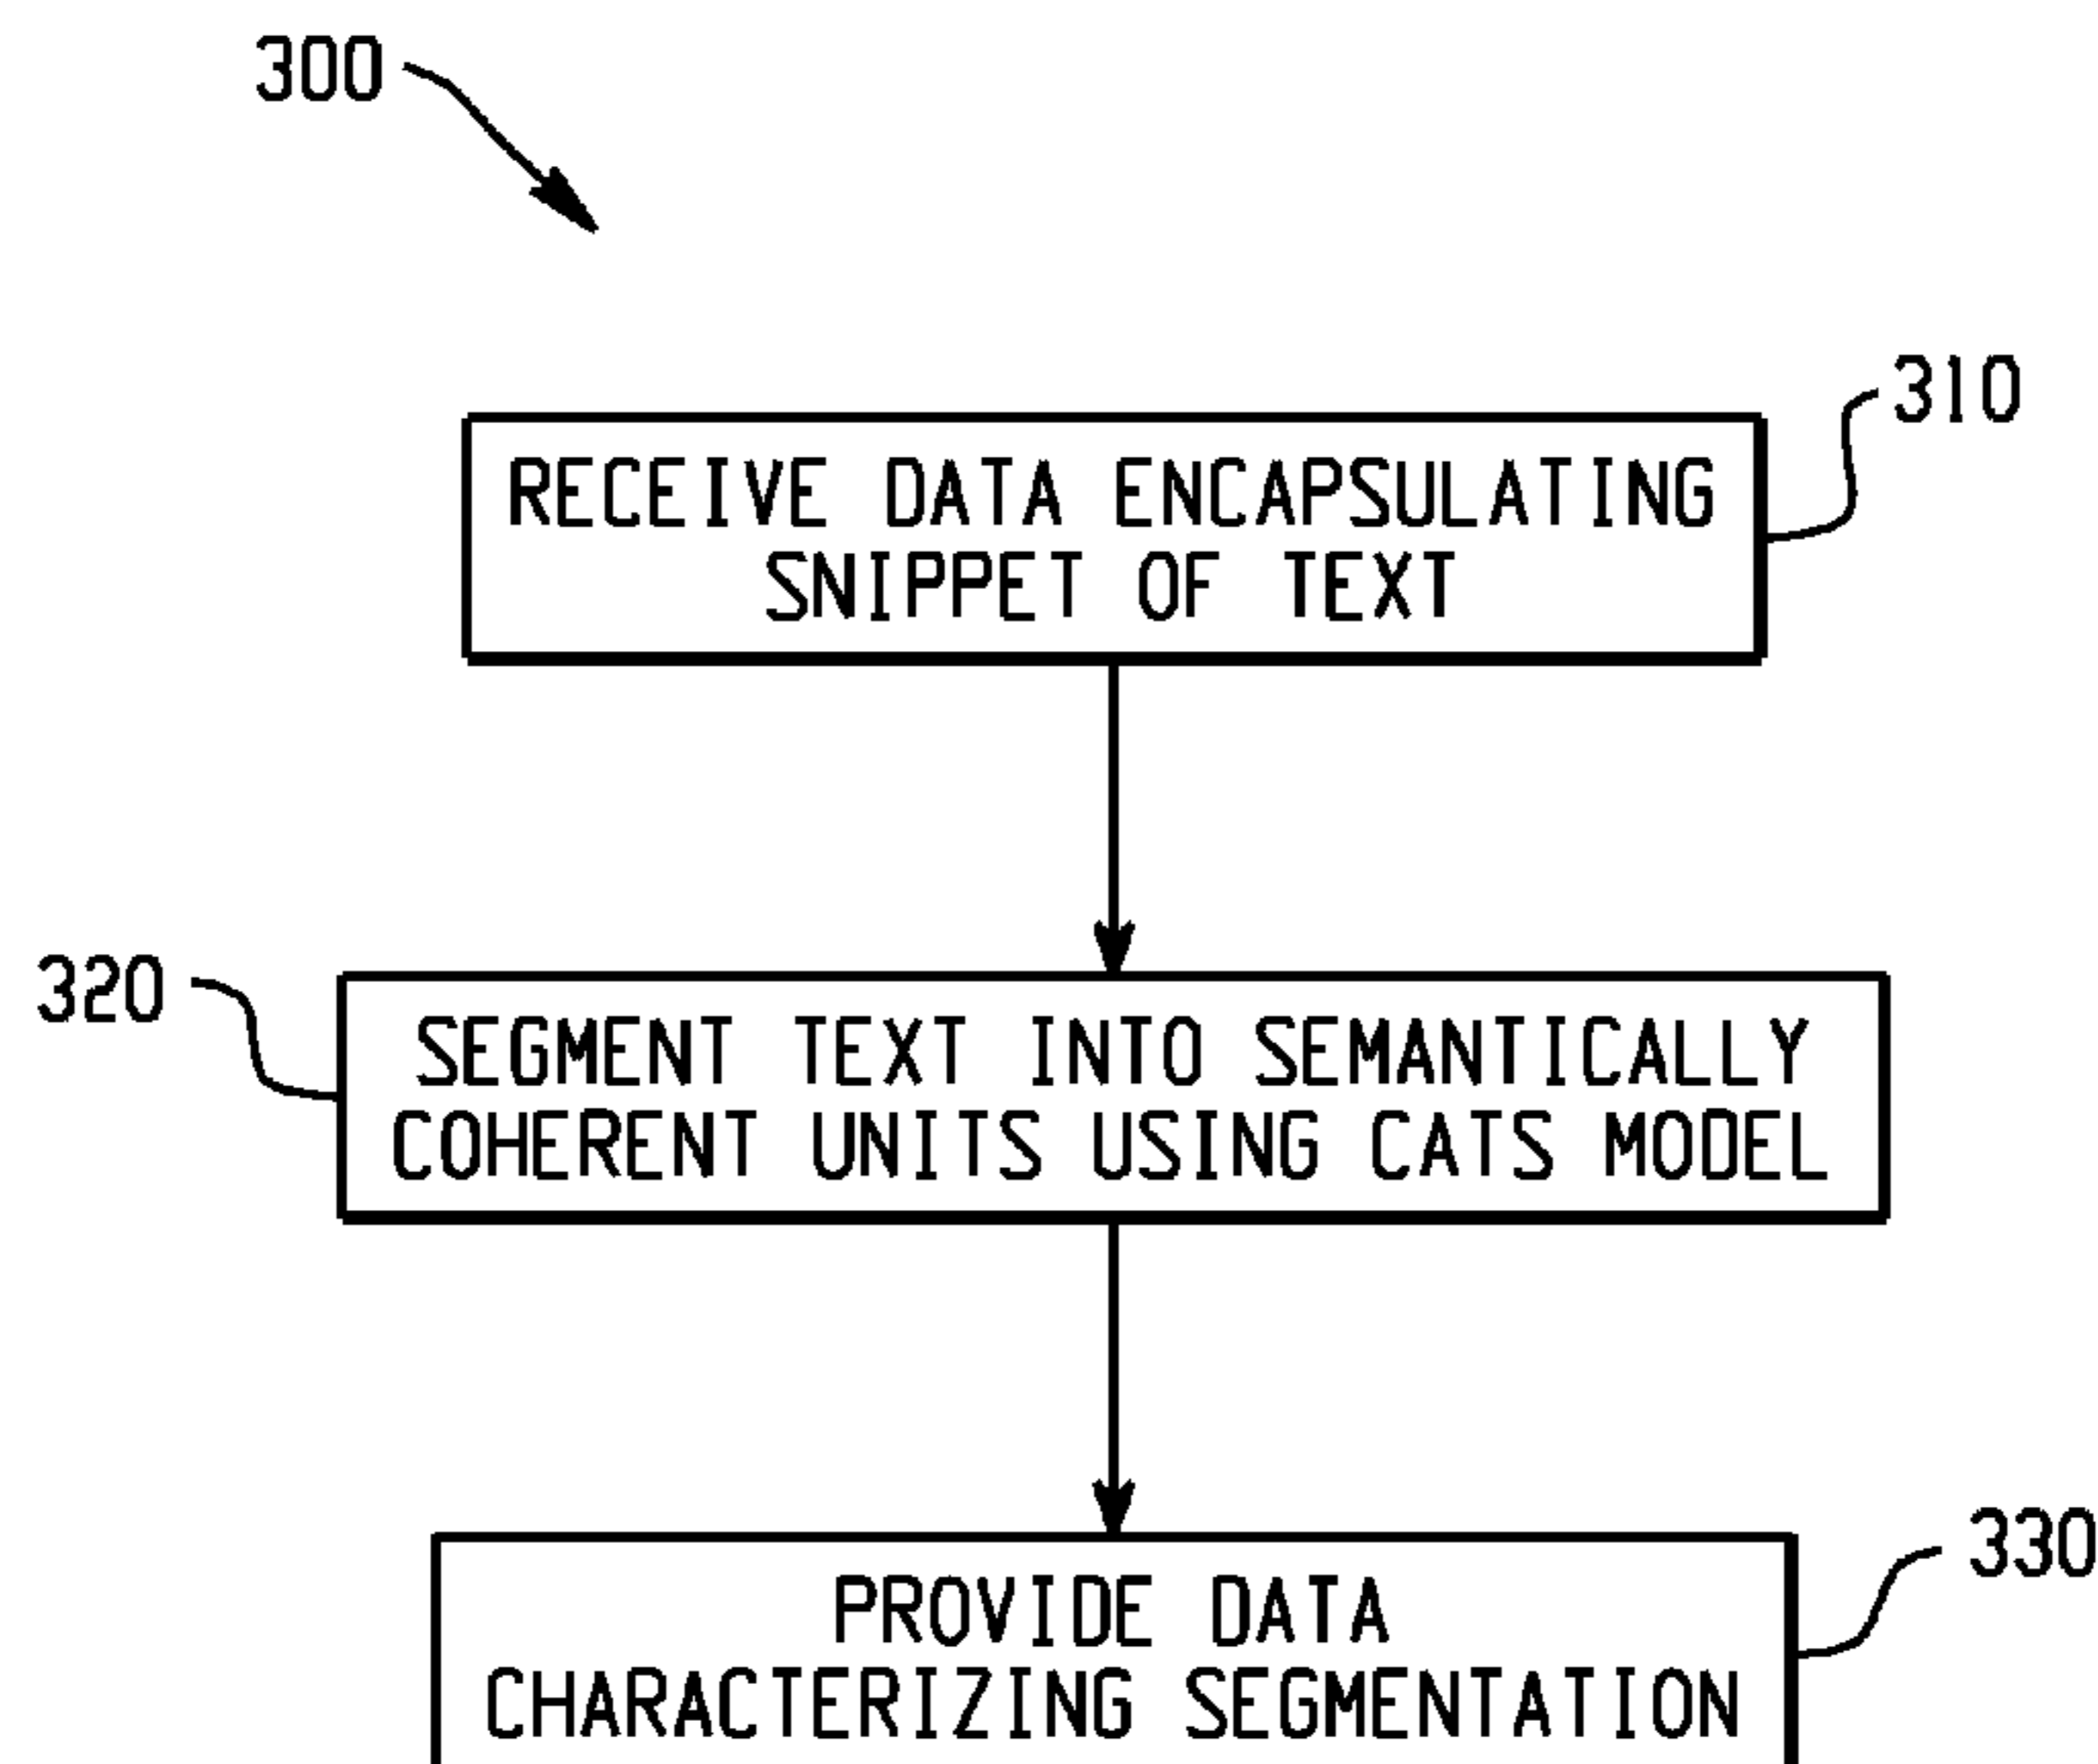 300
310
RECEIVE DATA ENCAPSULATING
SNIPPET OF TEXT
320
SEGMENT TEXT INTO SEMANTICALLY
COHERENT UNITS USING CATS MODEL
330
PROVIDE DATA
CHARACTERIZING SEGMENTATION